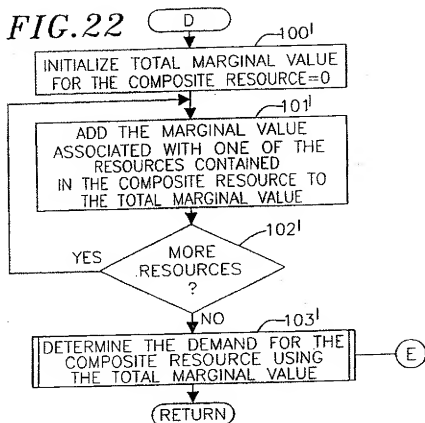 FIG.22
D
100'
INITIALIZE TOTAL MARGINAL VALUE
FOR THE COMPOSITE RESOURCE=0
101'
ADD THE MARGINAL VALUE
ASSOCIATED WITH ONE OF THE
RESOURCES CONTAINED
IN THE COMPOSITE RESOURCE TO
THE TOTAL MARGINAL VALUE
102'
YES
MORE
RESOURCES
?
NO
103'
DETERMINE THE DEMAND FOR THE
COMPOSITE RESOURCE USING
THE TOTAL MARGINAL VALUE
E
RETURN